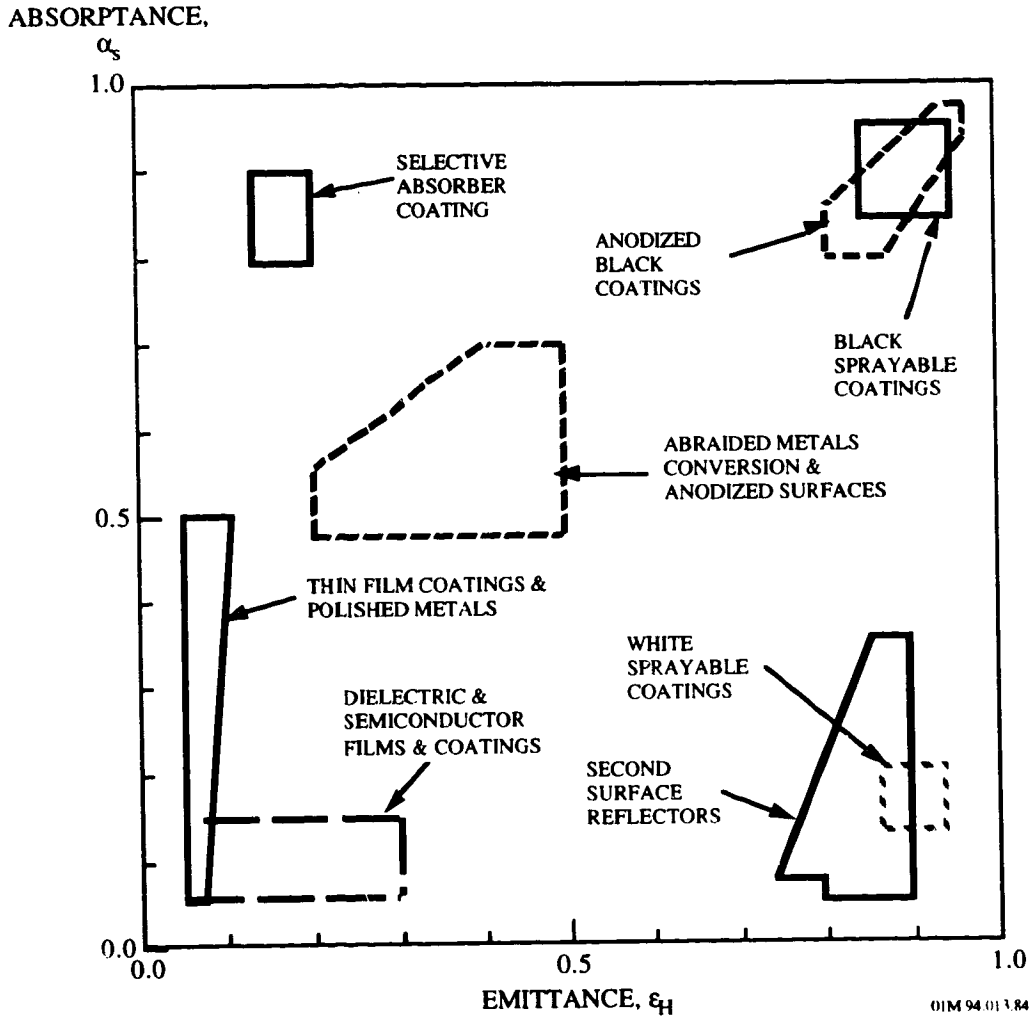 ABSORPTANCE,
αs
1.0
SELECTIVE
ABSORBER
COATING
ANODIZED
BLACK
COATINGS
BLACK
SPRAYABLE
COATINGS
ABRAIDED METALS
CONVERSION &
ANODIZED SURFACES
0.5
THIN FILM COATINGS &
POLISHED METALS
WHITE
SPRAYABLE
COATINGS
DIELECTRIC &
SEMICONDUCTOR
FILMS & COATINGS
SECOND
SURFACE
REFLECTORS
0.0
0.0
0.5
1.0
EMITTANCE, εH
01M 94.013.84